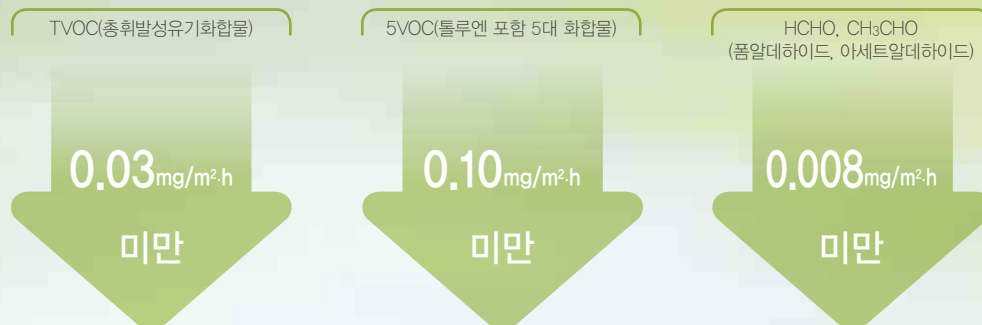 TVOC(총휘발성유기화합물)
0.03mg/m²·h
미만
5VOC(톨루엔 포함 5대 화합물)
0.10mg/m²·h
미만
HCHO, CH₃CHO
(폼알데하이드, 아세트알데하이드)
0.008mg/m²·h
미만